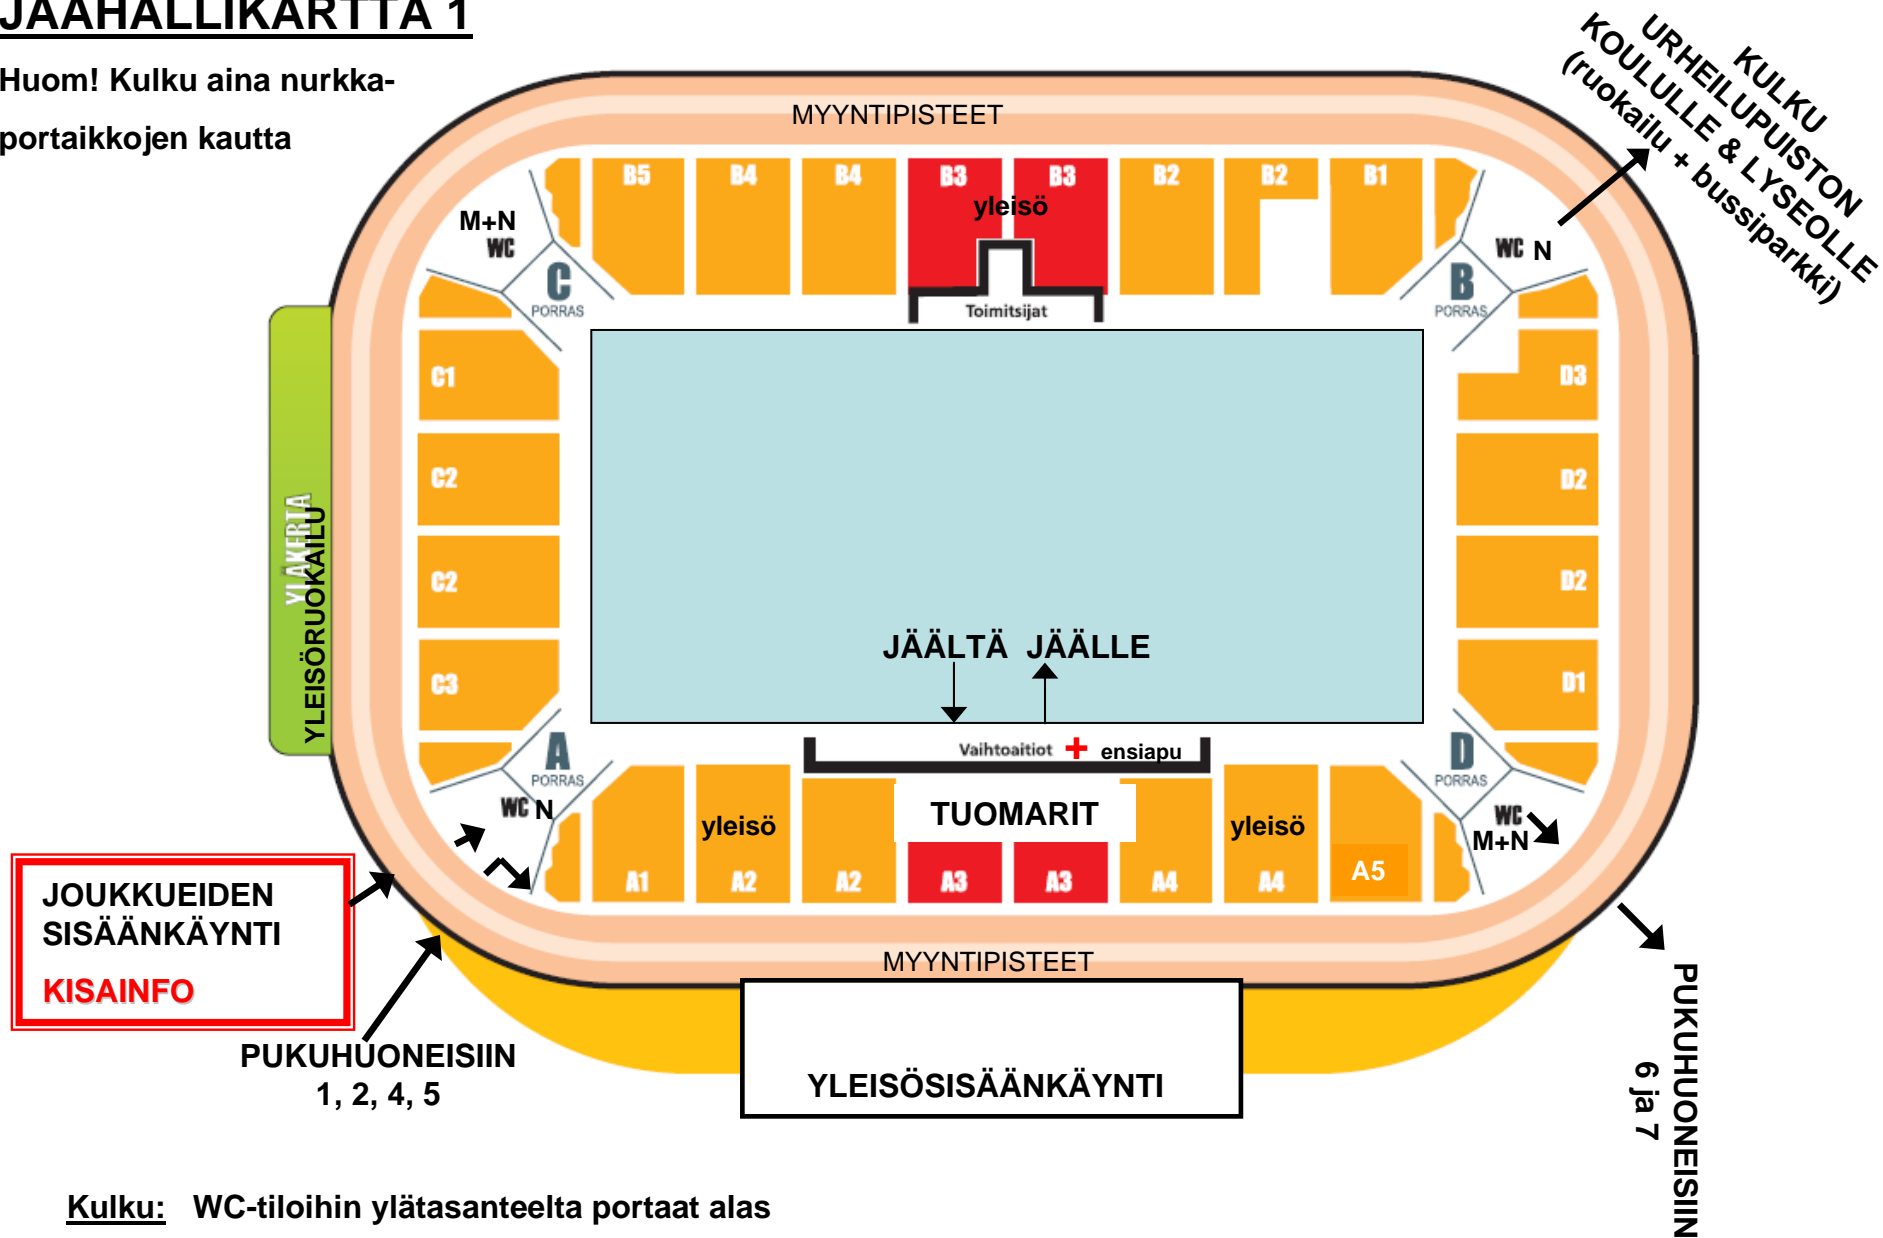 JÄÄHALLIKARTTA 1
Huom! Kulku aina nurkka-
portaikkojen kautta
KULKU
URHEILUPUISTON
KOULULLE & LYSEOLLE
(ruokailu + bussiparkki)
MYYNTIPISTEET
B5
B4
B4
B3
B3
B2
B2
B1
yleisö
M+N
WC
C
PORRAS
WC N
B
PORRAS
Toimitsijat
C1
C2
C2
C3
D3
D2
D2
D1
YLÄKERTA
YLEISÖRUOKAILU
JÄÄLTÄ JÄÄLLE
Vaihtoaitiot + ensiapu
A
PORRAS
WC N
D
PORRAS
WC
M+N
TUOMARIT
yleisö
yleisö
A1
A2
A2
A3
A3
A4
A4
A5
JOUKKUEIDEN
SISÄÄNKÄYNTI
KISAINFO
MYYNTIPISTEET
PUKUHUONEISIIN
1, 2, 4, 5
YLEISÖSISÄÄNKÄYNTI
PUKUHUONEISIIN
6 ja 7
Kulku: WC-tiloihin ylätasanteelta portaat alas